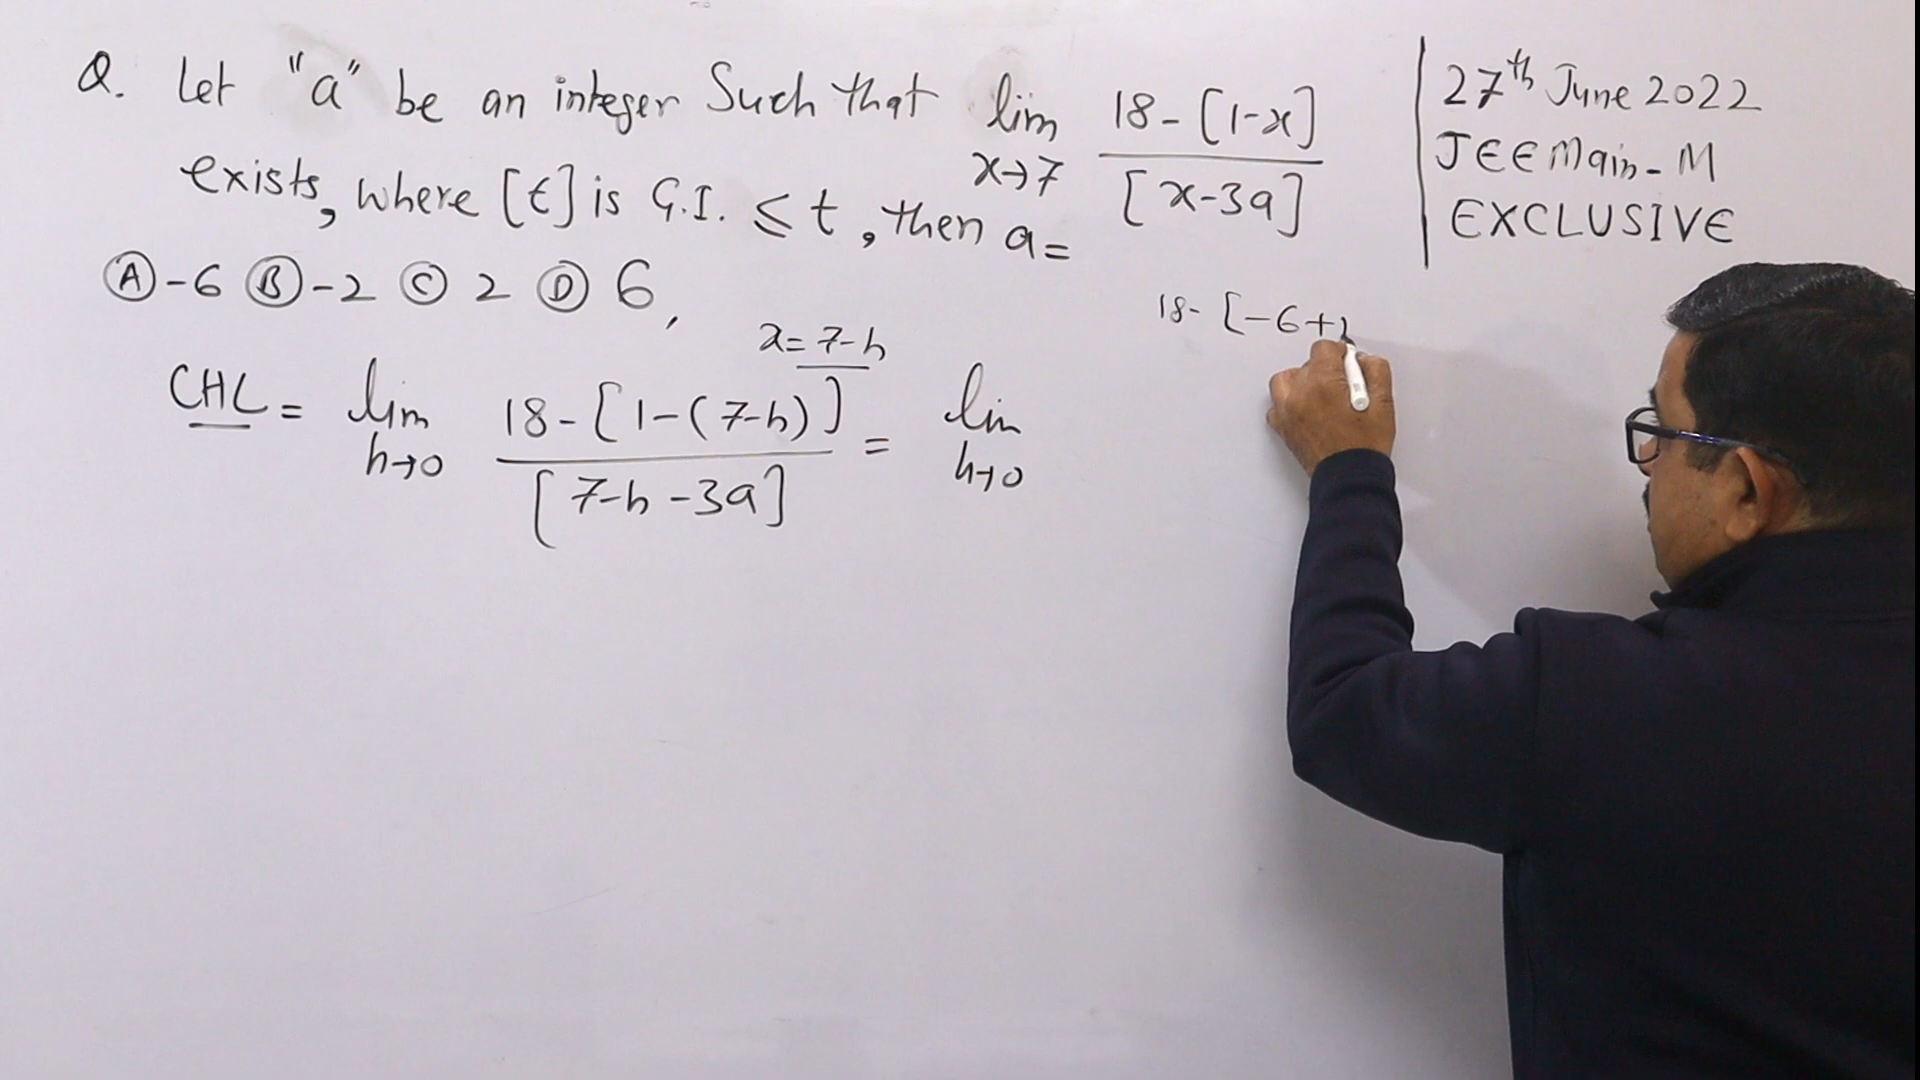 Q. Let "a" be an integer Such that lim x→7 18-[1-x] / [x-3a]
exists, where [t] is G.I. ≤ t, then a=
Ⓐ -6 Ⓑ -2 Ⓒ 2 Ⓓ 6,
27th June 2022
JEE Main-M
EXCLUSIVE
x=7-h
LHL = lim h→0 18-[1-(7-h)] / [7-h-3a] = lim h→0
18-[-6+